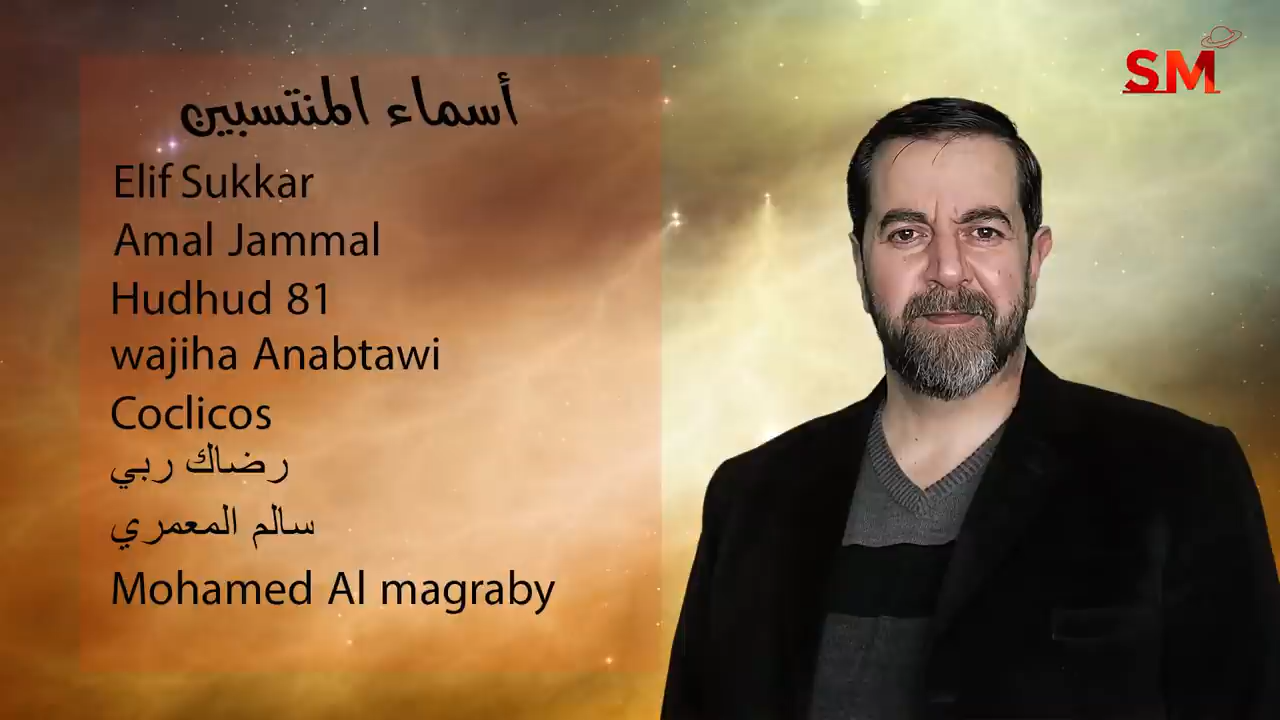 SM
أسماء المنتسبين
Elif Sukkar
Amal Jammal
Hudhud 81
wajiha Anabtawi
Coclicos
رضاك ربي
سالم المعمري
Mohamed Al magraby